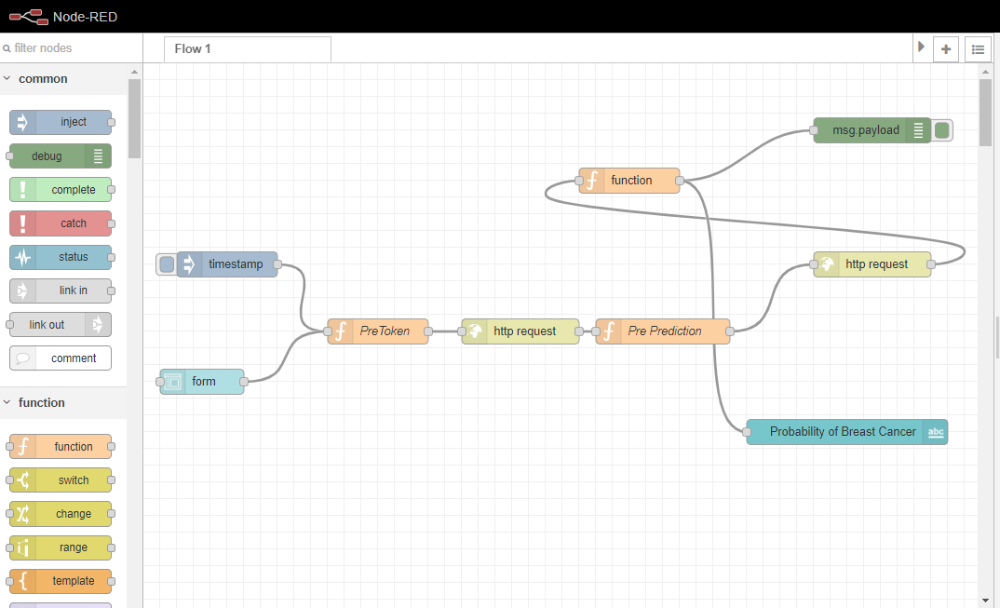 Node-RED
filter nodes
Flow 1
common
inject
debug
complete
catch
status
link in
link out
comment
function
function
switch
change
range
template
msg.payload
function
timestamp
http request
PreToken
http request
Pre Prediction
form
Probability of Breast Cancer
abc